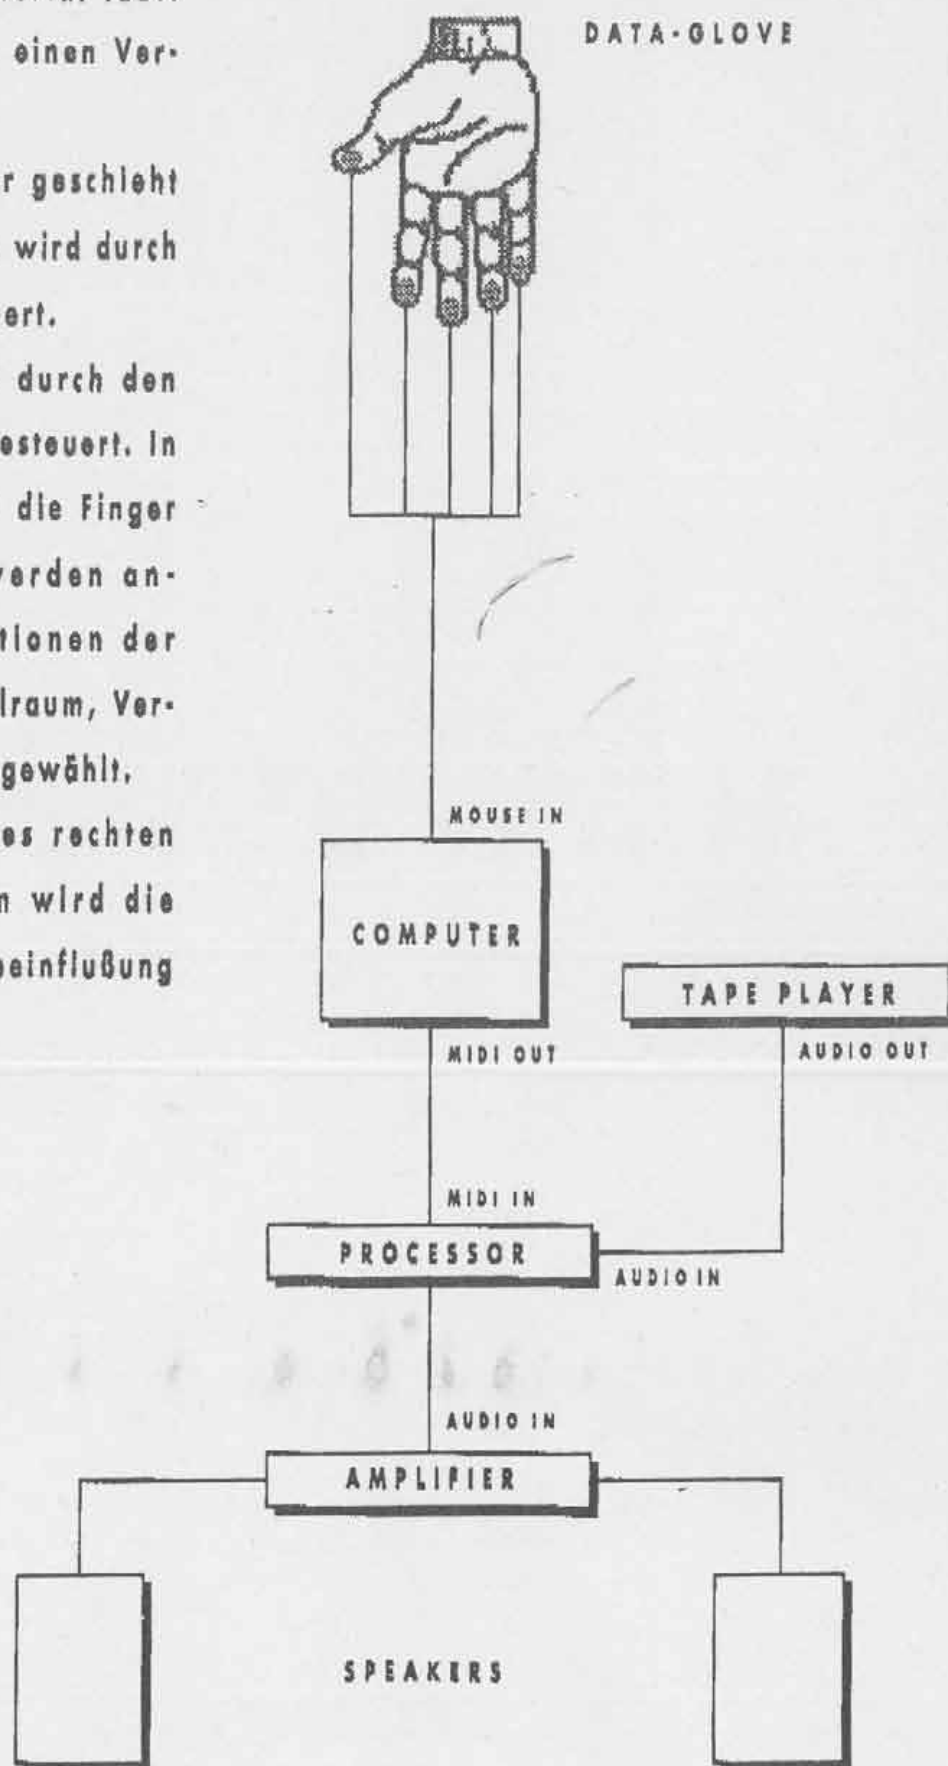 einen Ver-
r geschieht
wird durch
ert.
durch den
esteuert. In
die Finger
werden an-
tionen der
lraum, Ver-
gewählt.
es rechten
n wird die
beeinflußung
DATA-GLOVE
MOUSE IN
COMPUTER
TAPE PLAYER
MIDI OUT
AUDIO OUT
MIDI IN
PROCESSOR
AUDIO IN
AUDIO IN
AMPLIFIER
SPEAKERS